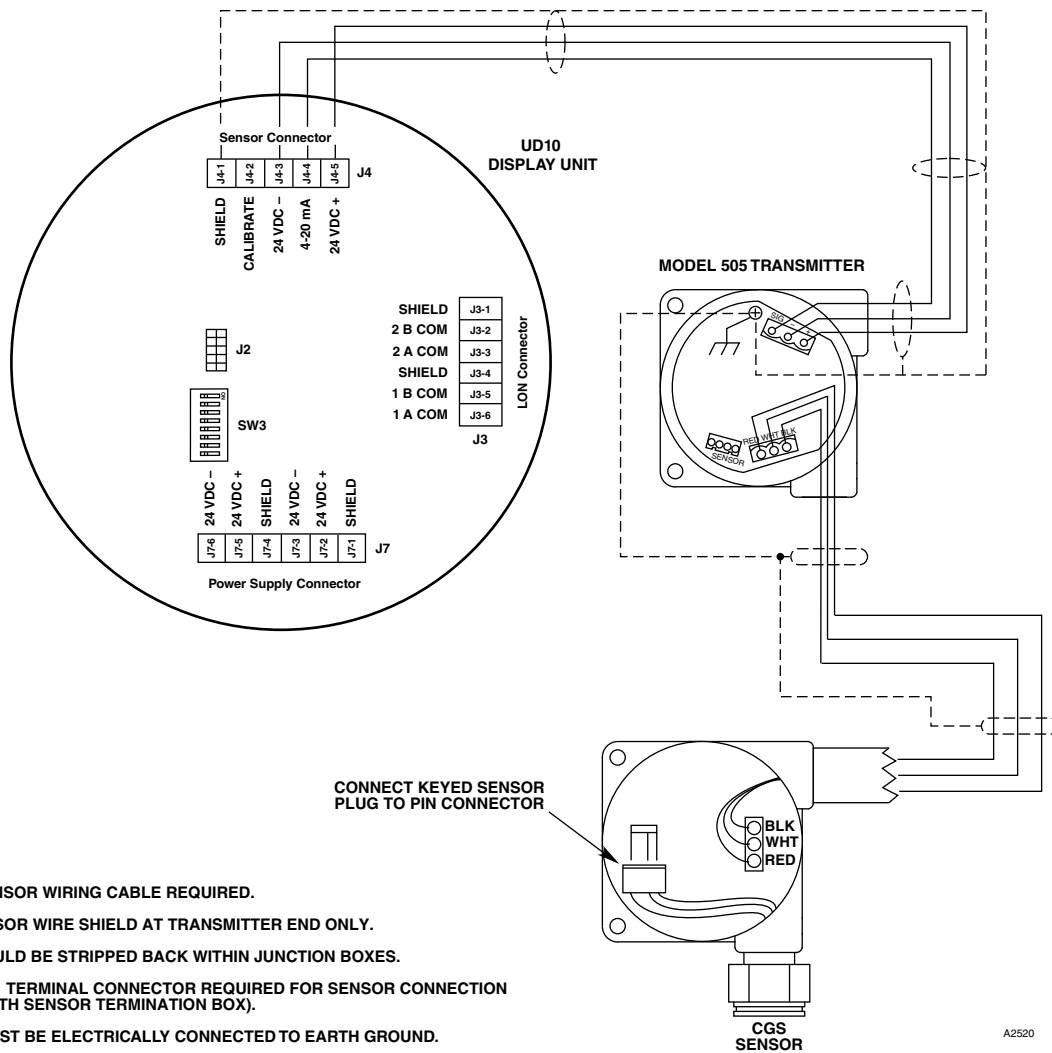 Sensor Connector
J4-1
J4-2
J4-3
J4-4
J4-5
J4
SHIELD
CALIBRATE
24 VDC –
4-20 mA
24 VDC +
UD10
DISPLAY UNIT
SHIELD
2 B COM
2 A COM
SHIELD
1 B COM
1 A COM
J3-1
J3-2
J3-3
J3-4
J3-5
J3-6
J3
LON Connector
J2
SW3
24 VDC –
24 VDC +
SHIELD
24 VDC –
24 VDC +
SHIELD
J7-6
J7-5
J7-4
J7-3
J7-2
J7-1
J7
Power Supply Connector
MODEL 505 TRANSMITTER
SIG – +
RED WHT BLK
SENSOR
CONNECT KEYED SENSOR
PLUG TO PIN CONNECTOR
BLK
WHT
RED
CGS
SENSOR
WIRING CABLE REQUIRED.
WIRE SHIELD AT TRANSMITTER END ONLY.
BE STRIPPED BACK WITHIN JUNCTION BOXES.
TERMINAL CONNECTOR REQUIRED FOR SENSOR CONNECTION
SENSOR TERMINATION BOX).
BE ELECTRICALLY CONNECTED TO EARTH GROUND.
A2520